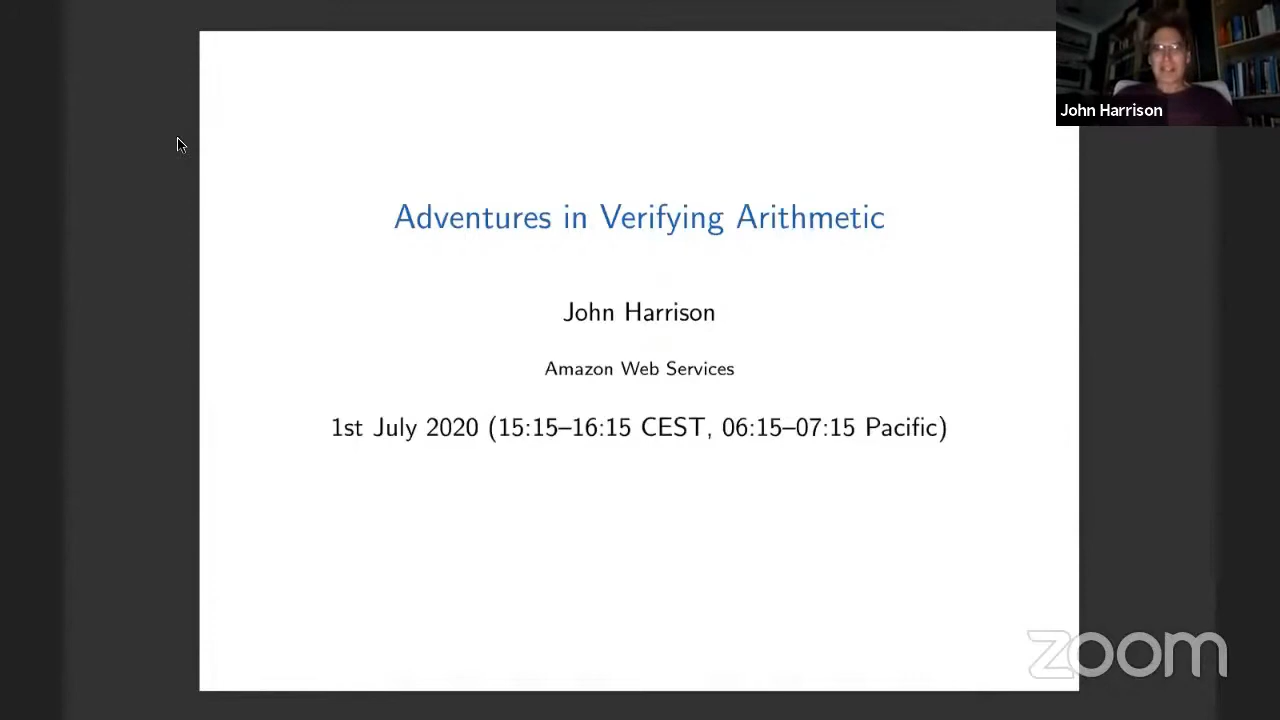 John Harrison
Adventures in Verifying Arithmetic
John Harrison
Amazon Web Services
1st July 2020 (15:15–16:15 CEST, 06:15–07:15 Pacific)
zoom